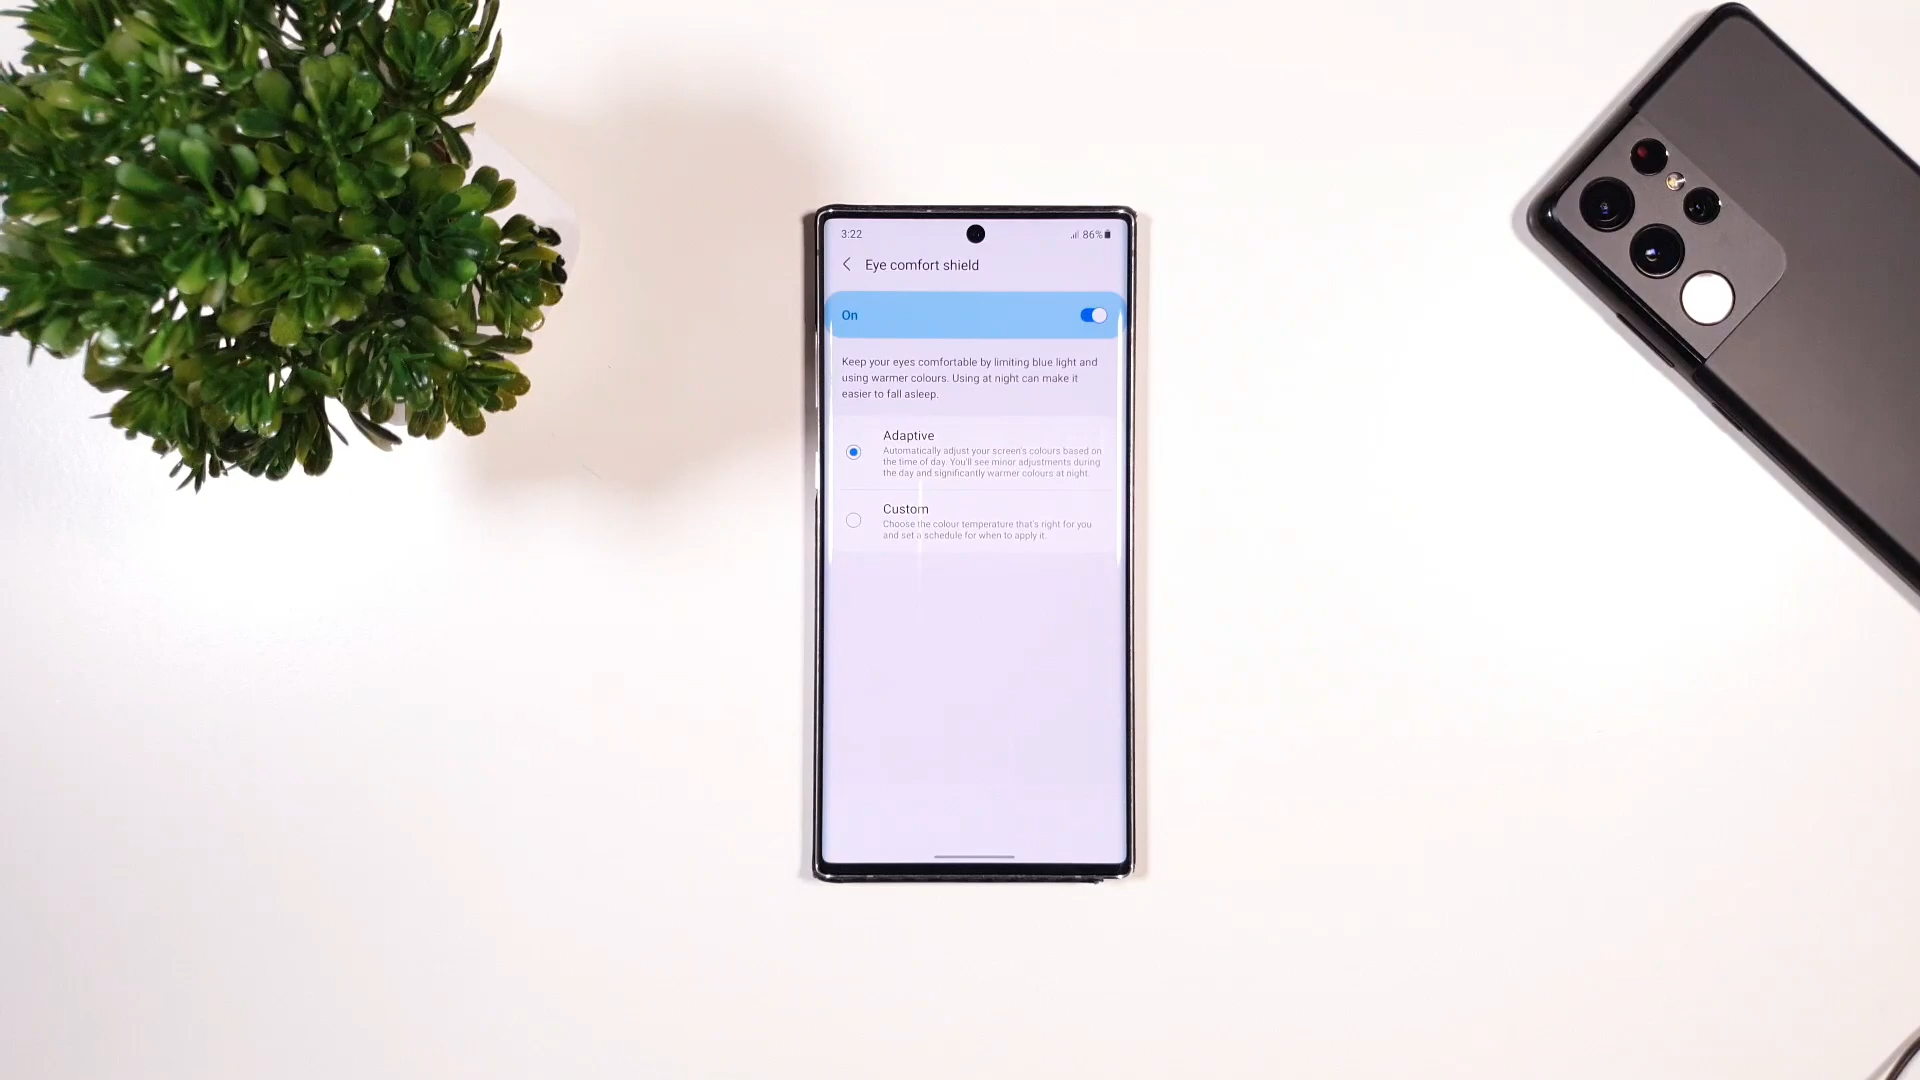 3:22
86%
Eye comfort shield
On
Keep your eyes comfortable by limiting blue light and
using warmer colours. Using at night can make it
easier to fall asleep.
Adaptive
Automatically adjust your screen's colours based on
the time of day. You'll see minor adjustments during
the day and significantly warmer colours at night.
Custom
Choose the colour temperature that's right for you
and set a schedule for when to apply it.